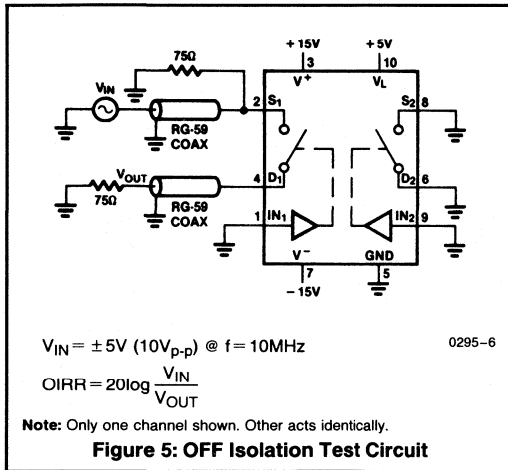 +15V +5V
75Ω 3 10
V+ VL
VIN 2 S1 S2 8
RG-59
COAX
VOUT 4 D1 D2 6
75Ω RG-59
COAX
1 IN1 IN2 9
V− GND
7 5
−15V
VIN = ±5V (10Vp-p) @ f = 10MHz 0295-6
OIRR = 20log VIN
VOUT
Note: Only one channel shown. Other acts identically.
Figure 5: OFF Isolation Test Circuit